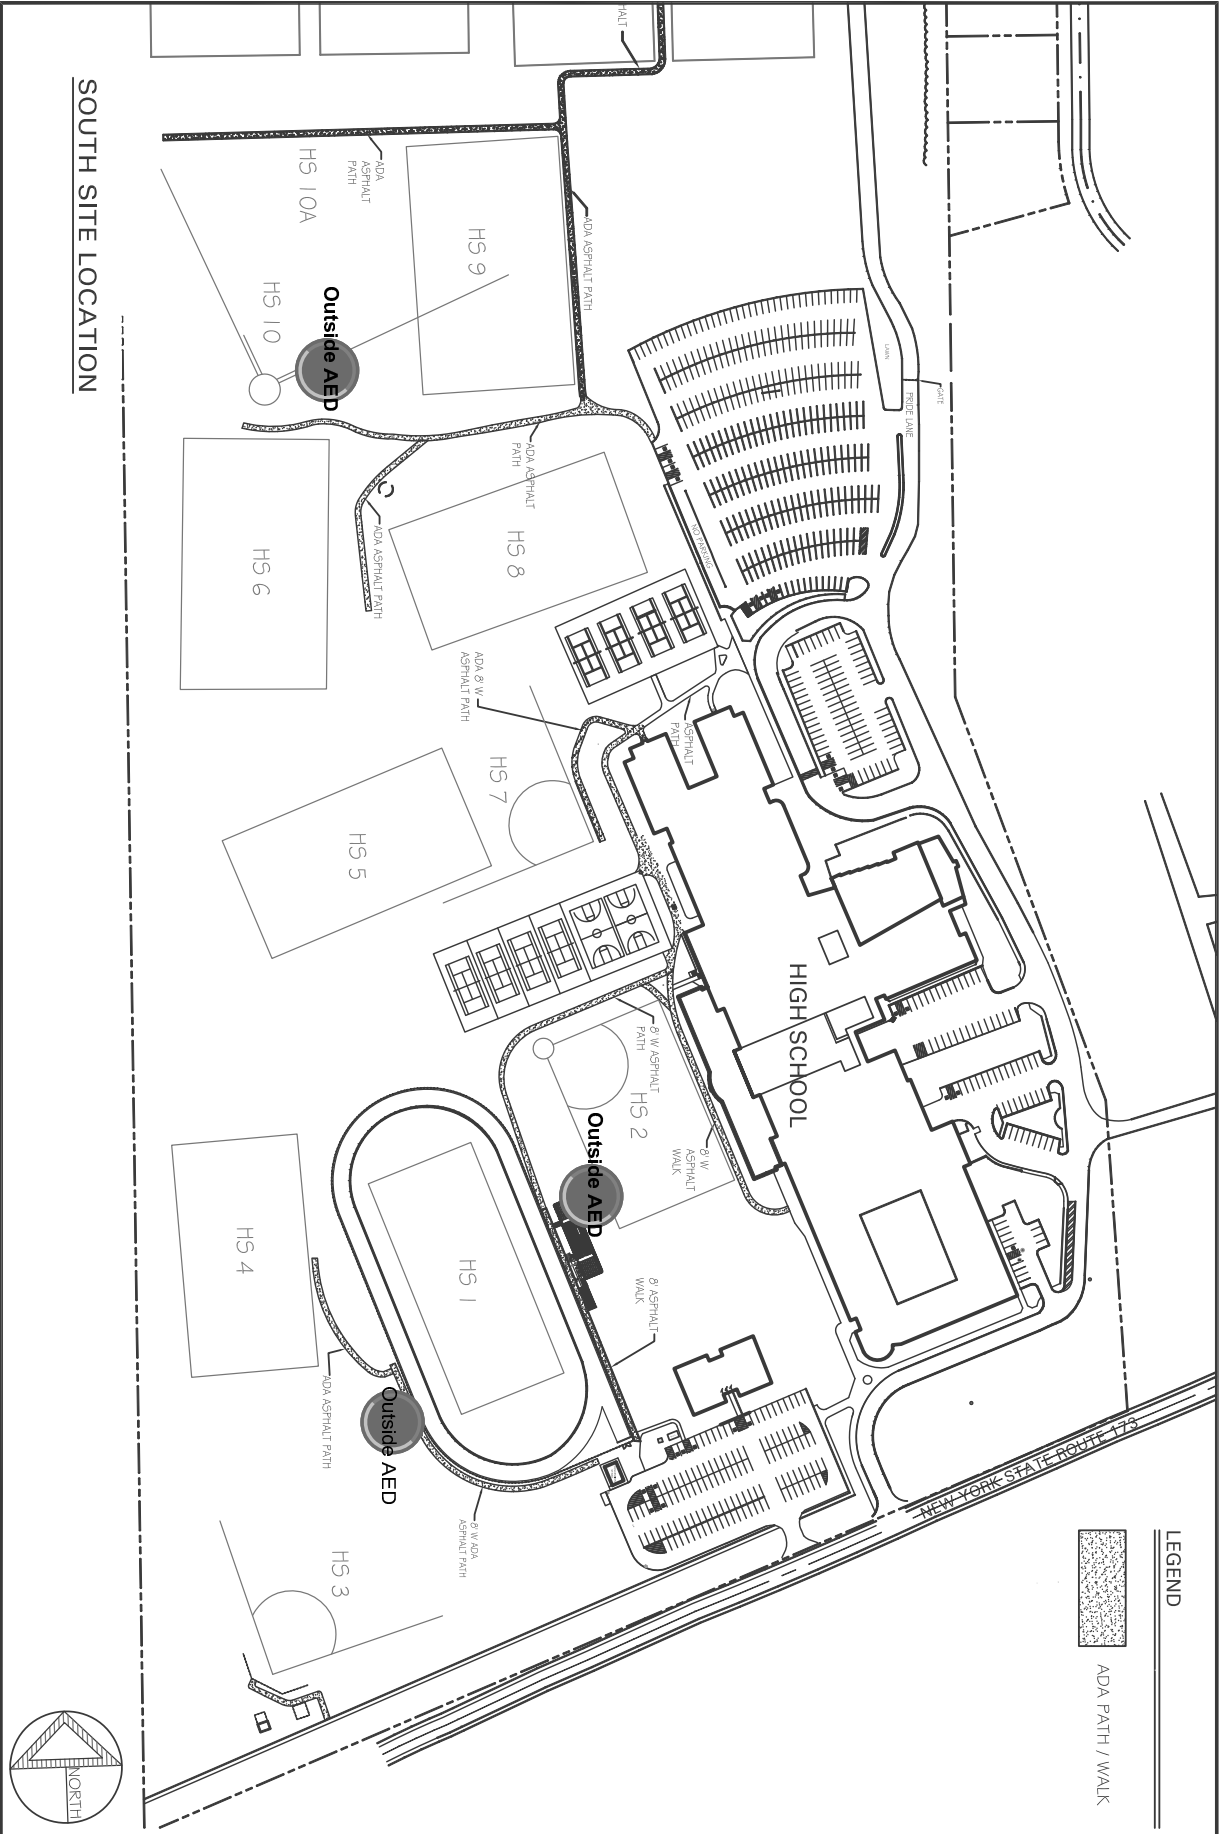 SOUTH SITE LOCATION
HALT
ADA
ASPHALT
PATH
HS 10A
HS 10
HS 9
ADA ASPHALT PATH
Outside AED
LAWN
GATE
PRIDE LANE
NO PARKING
ADA ASPHALT
PATH
ADA ASPHALT PATH
HS 6
HS 8
ADA 8' W
ASPHALT PATH
ASPHALT
PATH
HS 7
HS 5
HIGH SCHOOL
8' W ASPHALT
PATH
HS 2
8' W
ASPHALT
WALK
Outside AED
8' ASPHALT
WALK
HS 1
HS 4
ADA ASPHALT PATH
Outside AED
8' W ADA
ASPHALT PATH
HS 3
NEW YORK STATE ROUTE 173
LEGEND
ADA PATH / WALK
NORTH